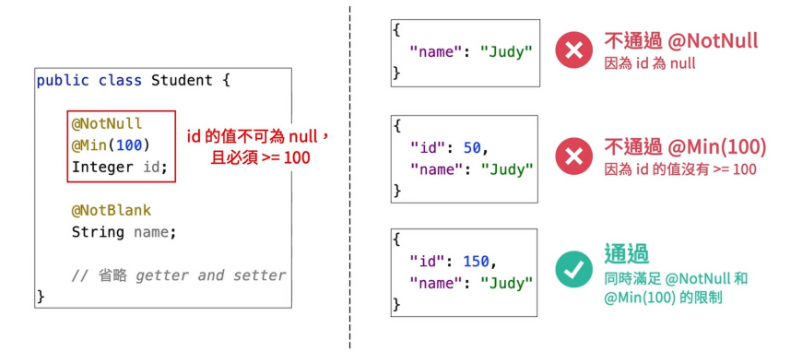 public class Student {
@NotNull
@Min(100)
Integer id;
id 的值不可為 null，
且必須 >= 100
@NotBlank
String name;
// 省略 getter and setter
}
{
"name": "Judy"
}
不通過 @NotNull
因為 id 為 null
{
"id": 50,
"name": "Judy"
}
不通過 @Min(100)
因為 id 的值沒有 >= 100
{
"id": 150,
"name": "Judy"
}
通過
同時滿足 @NotNull 和
@Min(100) 的限制